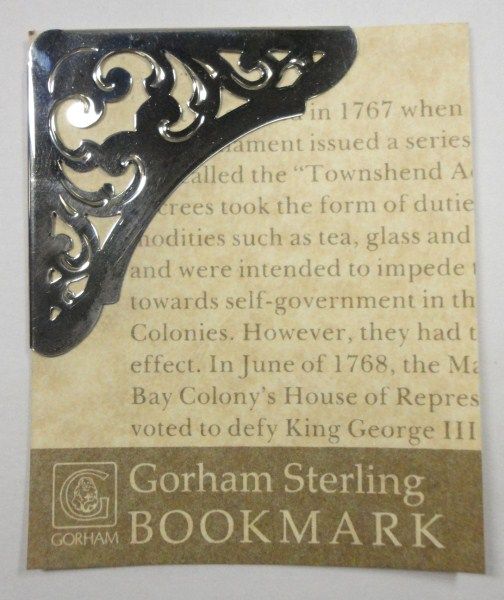 in 1767 when
ament issued a series
alled the "Townshend A
crees took the form of dutie
modities such as tea, glass and
and were intended to impede
towards self-government in th
Colonies. However, they had t
effect. In June of 1768, the Ma
Bay Colony's House of Repres
voted to defy King George III
Gorham Sterling
BOOKMARK
G
GORHAM